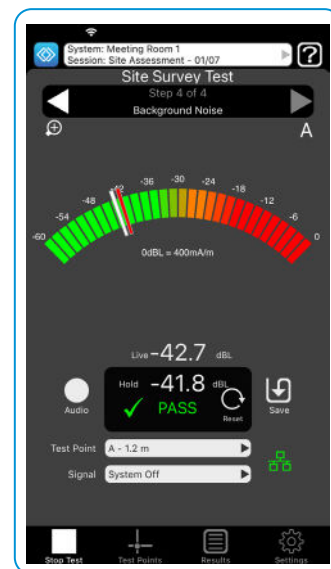 System: Meeting Room 1
Session: Site Assessment - 01/07
?
Site Survey Test
Step 4 of 4
Background Noise
A
-60 -54 -48 -42 -36 -30 -24 -18 -12 -6 0
0dBL = 400mA/m
Live -42.7 dBL
Hold -41.8 dBL
PASS
Reset
Audio
Save
Test Point A - 1.2 m
Signal System Off
Stop Test Test Points Results Settings